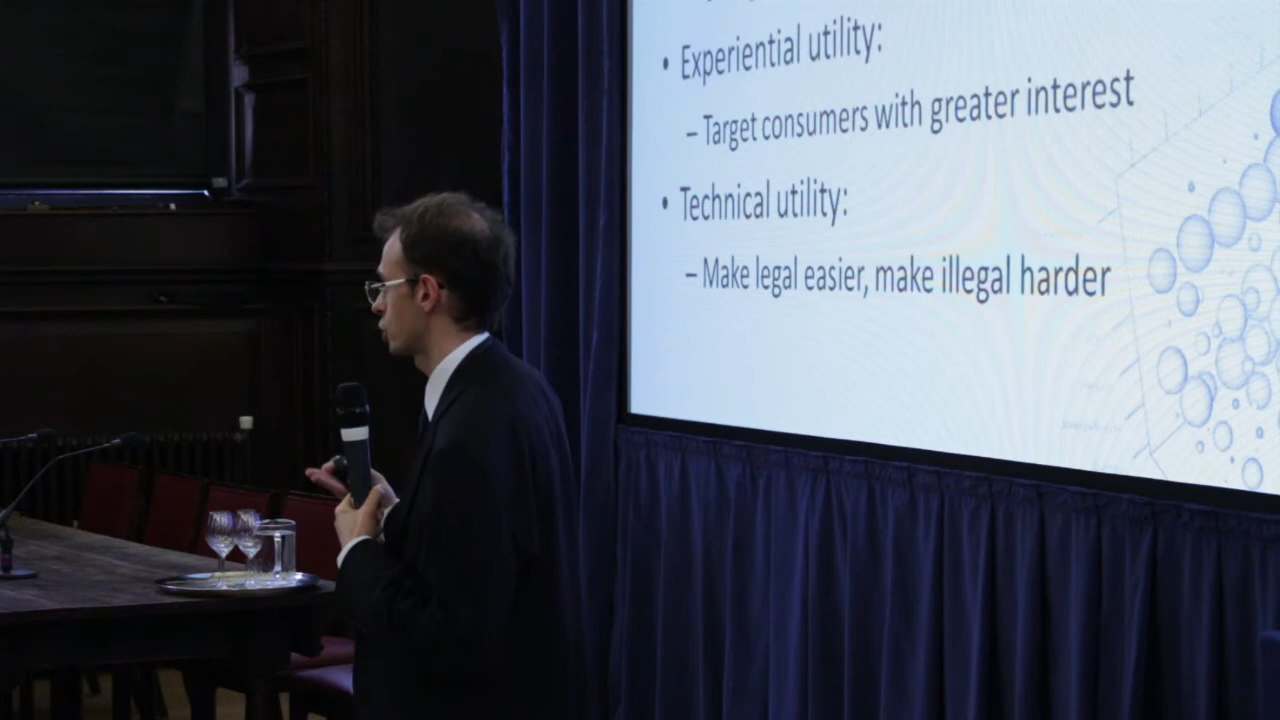 • Experiential utility:
– Target consumers with greater interest
• Technical utility:
– Make legal easier, make illegal harder